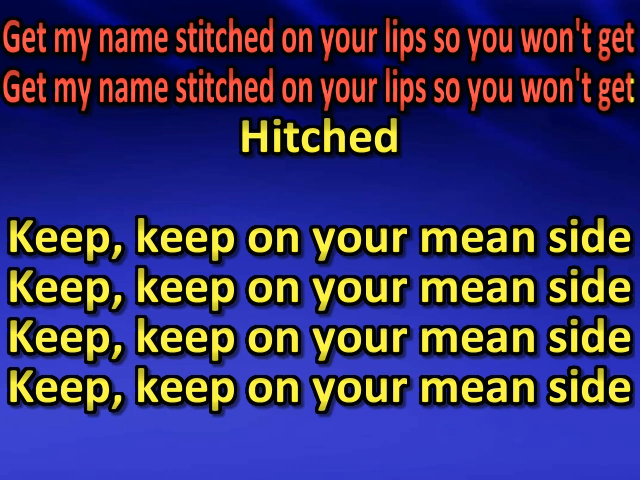 Get my name stitched on your lips so you won't get
Get my name stitched on your lips so you won't get
Hitched
Keep, keep on your mean side
Keep, keep on your mean side
Keep, keep on your mean side
Keep, keep on your mean side